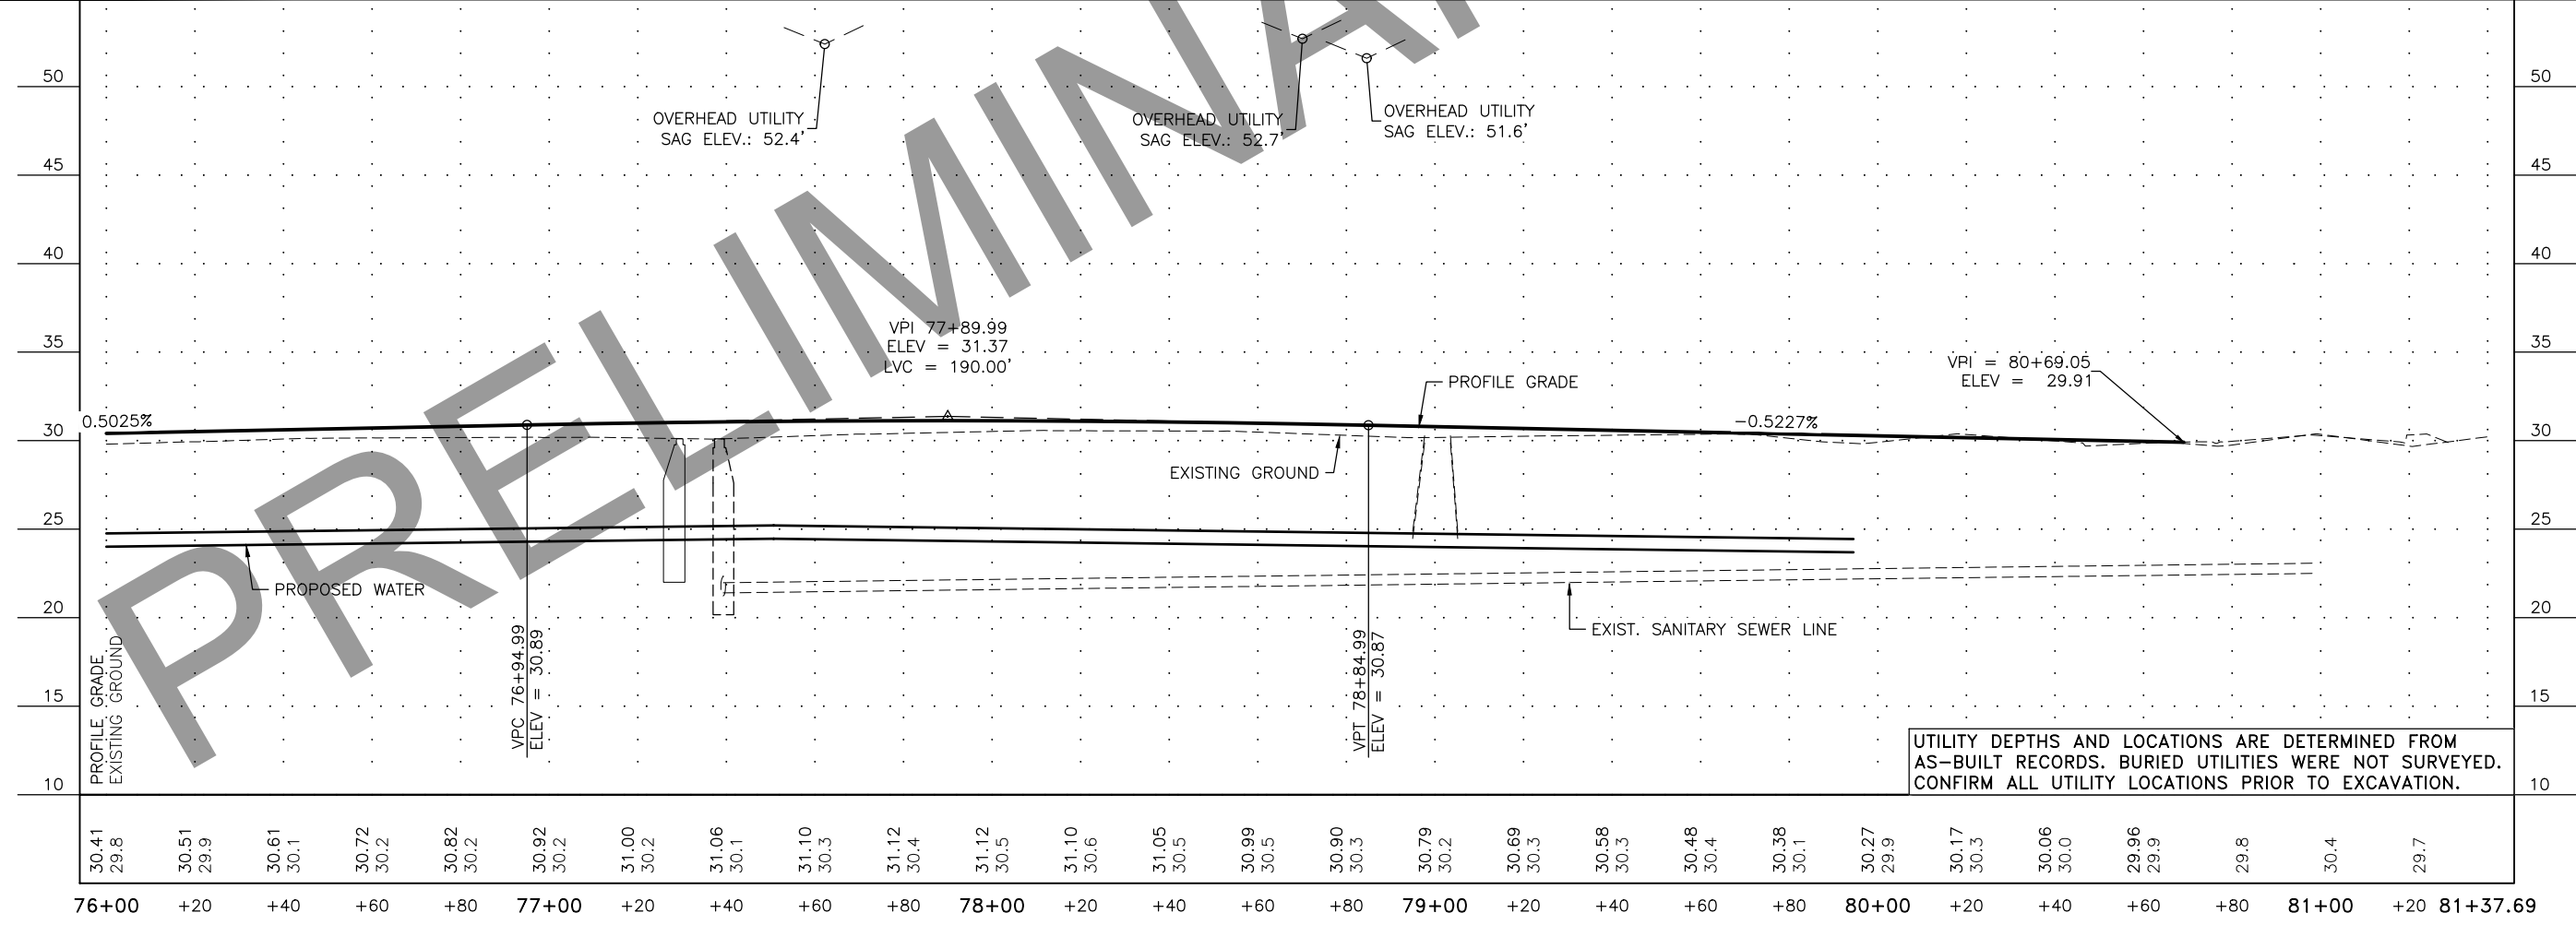 PRELIMINA
50
50
OVERHEAD UTILITY
SAG ELEV.: 52.4'
OVERHEAD UTILITY
SAG ELEV.: 52.7'
OVERHEAD UTILITY
SAG ELEV.: 51.6'
45
45
40
40
VPI 77+89.99
ELEV = 31.37
LVC = 190.00'
35
35
VPI = 80+69.05
ELEV = 29.91
PROFILE GRADE
0.5025%
-0.5227%
30
30
EXISTING GROUND
25
25
PROPOSED WATER
20
20
EXIST. SANITARY SEWER LINE
PROFILE GRADE
EXISTING GROUND
VPC 76+94.99
ELEV = 30.89
VPT 78+84.99
ELEV = 30.87
15
15
UTILITY DEPTHS AND LOCATIONS ARE DETERMINED FROM
AS-BUILT RECORDS. BURIED UTILITIES WERE NOT SURVEYED.
CONFIRM ALL UTILITY LOCATIONS PRIOR TO EXCAVATION.
10
10
30.41
29.8
30.51
29.9
30.61
30.1
30.72
30.2
30.82
30.2
30.92
30.2
31.00
30.2
31.06
30.1
31.10
30.3
31.12
30.4
31.12
30.5
31.10
30.6
31.05
30.5
30.99
30.5
30.90
30.3
30.79
30.2
30.69
30.3
30.58
30.3
30.48
30.4
30.38
30.1
30.27
29.9
30.17
30.3
30.06
30.0
29.96
29.9
29.8
30.4
29.7
76+00 +20 +40 +60 +80 77+00 +20 +40 +60 +80 78+00 +20 +40 +60 +80 79+00 +20 +40 +60 +80 80+00 +20 +40 +60 +80 81+00 +20 81+37.69